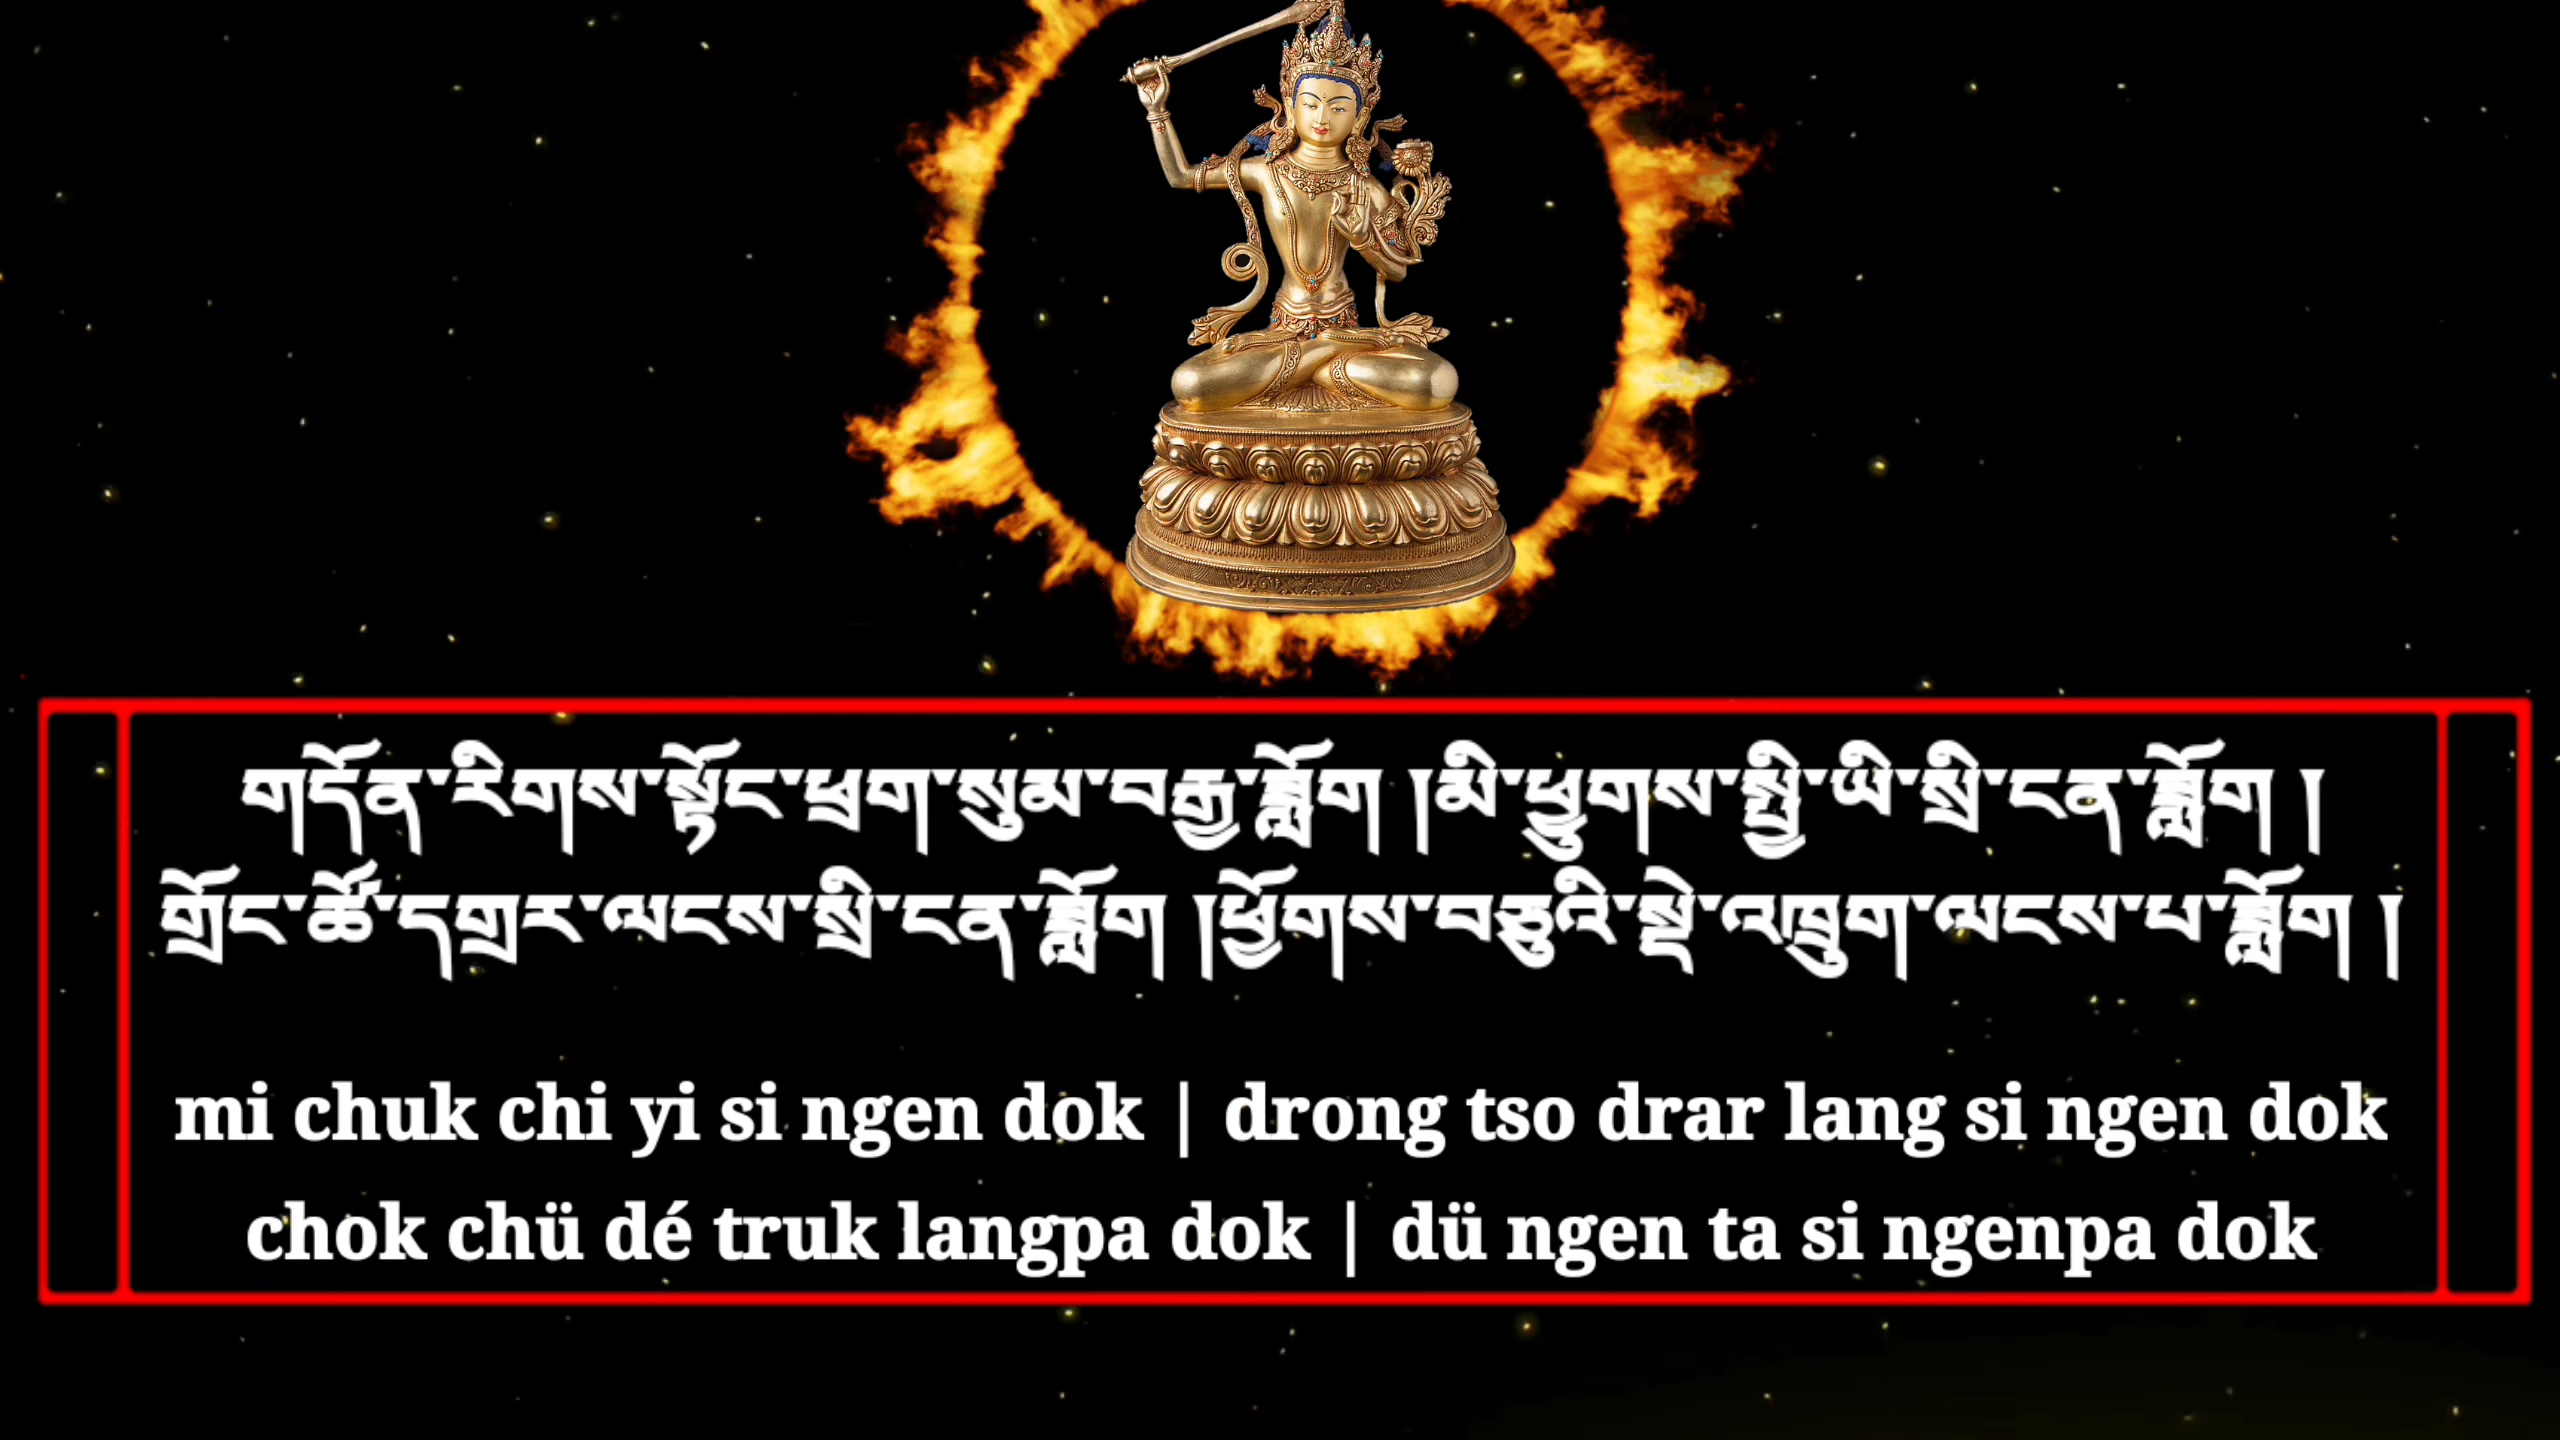 གདོན་རིགས་སྟོང་ཕྲག་སུམ་བརྒྱ་ཟློག །མི་ཕྱུགས་སྤྱི་ཡི་སྲི་ངན་ཟློག །
གྲོང་ཚོ་དགྲར་ལངས་སྲི་ངན་ཟློག །ཕྱོགས་བཅུའི་སྡེ་འཁྲུག་ལངས་པ་ཟློག །
mi chuk chi yi si ngen dok | drong tso drar lang si ngen dok
chok chü dé truk langpa dok | dü ngen ta si ngenpa dok